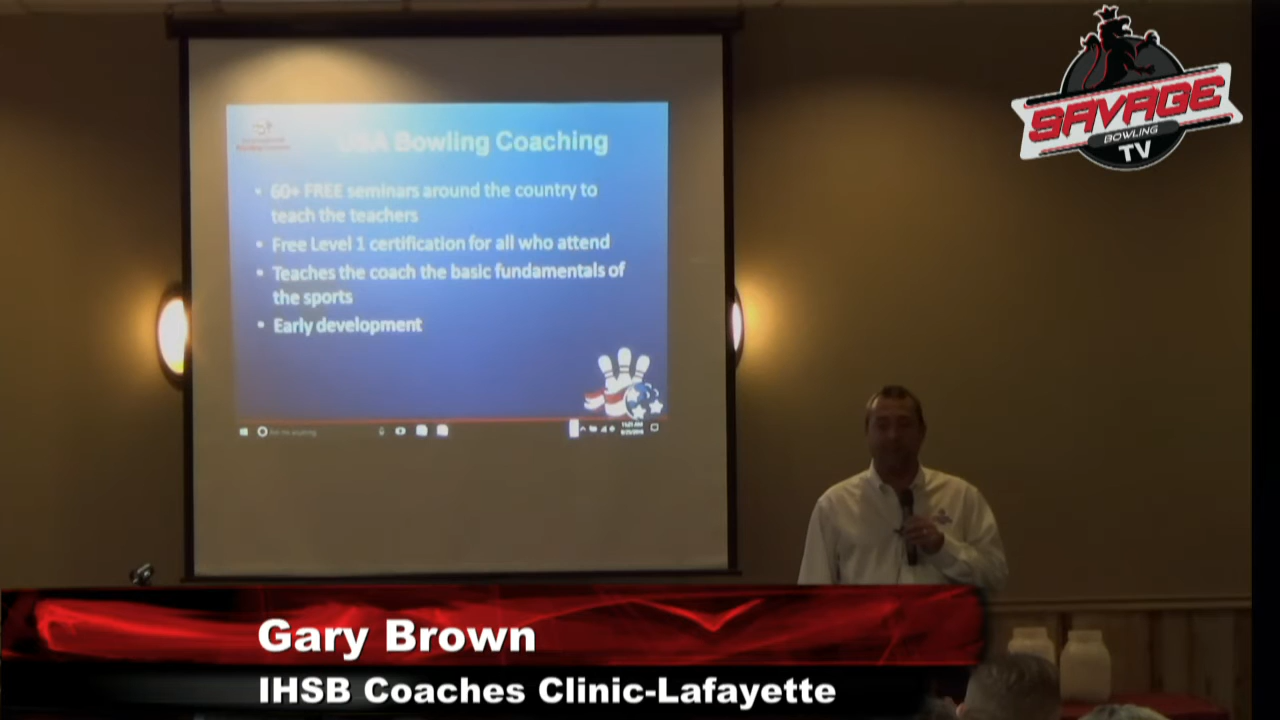 SAVAGE
BOWLING
TV
Bowling Coaching
• 60+ FREE seminars around the country to
teach the teachers
• Free Level 1 certification for all who attend
• Teaches the coach the basic fundamentals of
the sports
• Early development
Gary Brown
IHSB Coaches Clinic-Lafayette